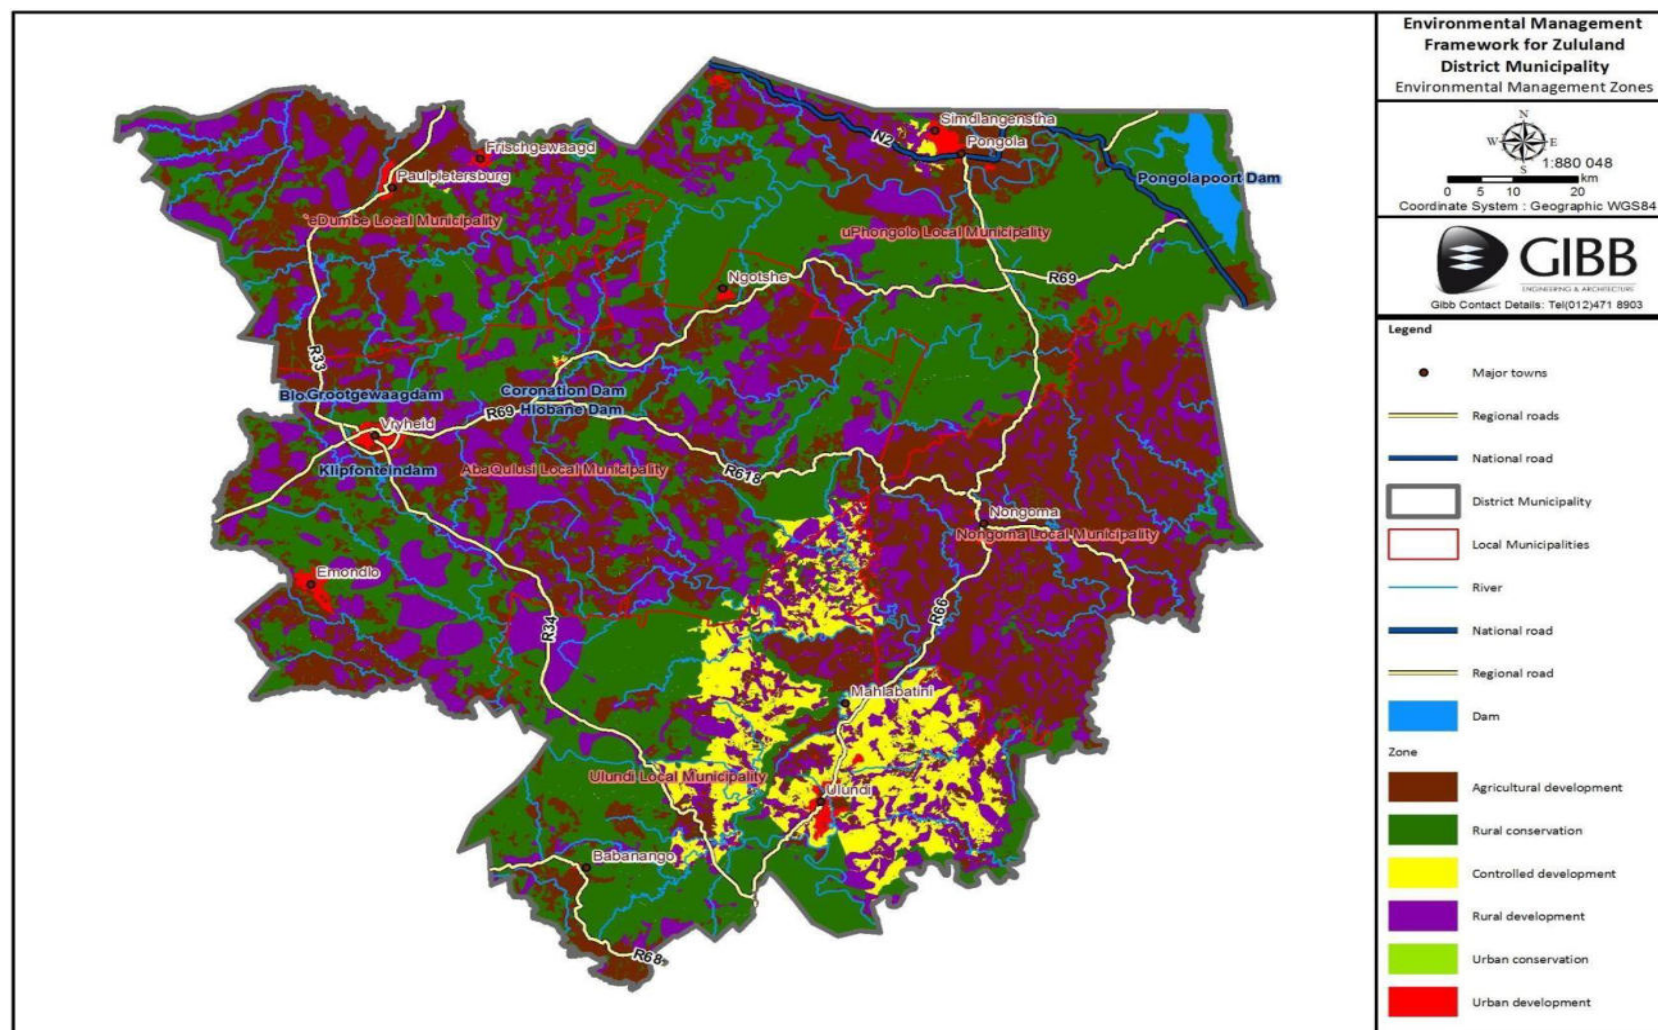 Environmental Management
Framework for Zululand
District Municipality
Environmental Management Zones
N
W
E
S
1:880 048
km
0 5 10 20
Coordinate System : Geographic WGS84
GIBB
ENGINEERING & ARCHITECTURE
Gibb Contact Details: Tel(012)471 8903
Legend
Major towns
Regional roads
National road
District Municipality
Local Municipalities
River
National road
Regional road
Dam
Zone
Agricultural development
Rural conservation
Controlled development
Rural development
Urban conservation
Urban development
Simdlangenstha
N2
Pongola
Frischgewaagd
Paulpietersburg
Pongolapoort Dam
eDumbe Local Municipality
uPhongolo Local Municipality
Ngotshe
R69
R33
Coronation Dam
Blo Grootgewaagdam
R69
Hlobane Dam
Vryheid
Klipfonteindam
AbaQulusi Local Municipality
R618
Nongoma
Nongoma Local Municipality
Emondlo
R34
R66
Mahlabatini
Ulundi Local Municipality
Ulundi
Babanango
R68